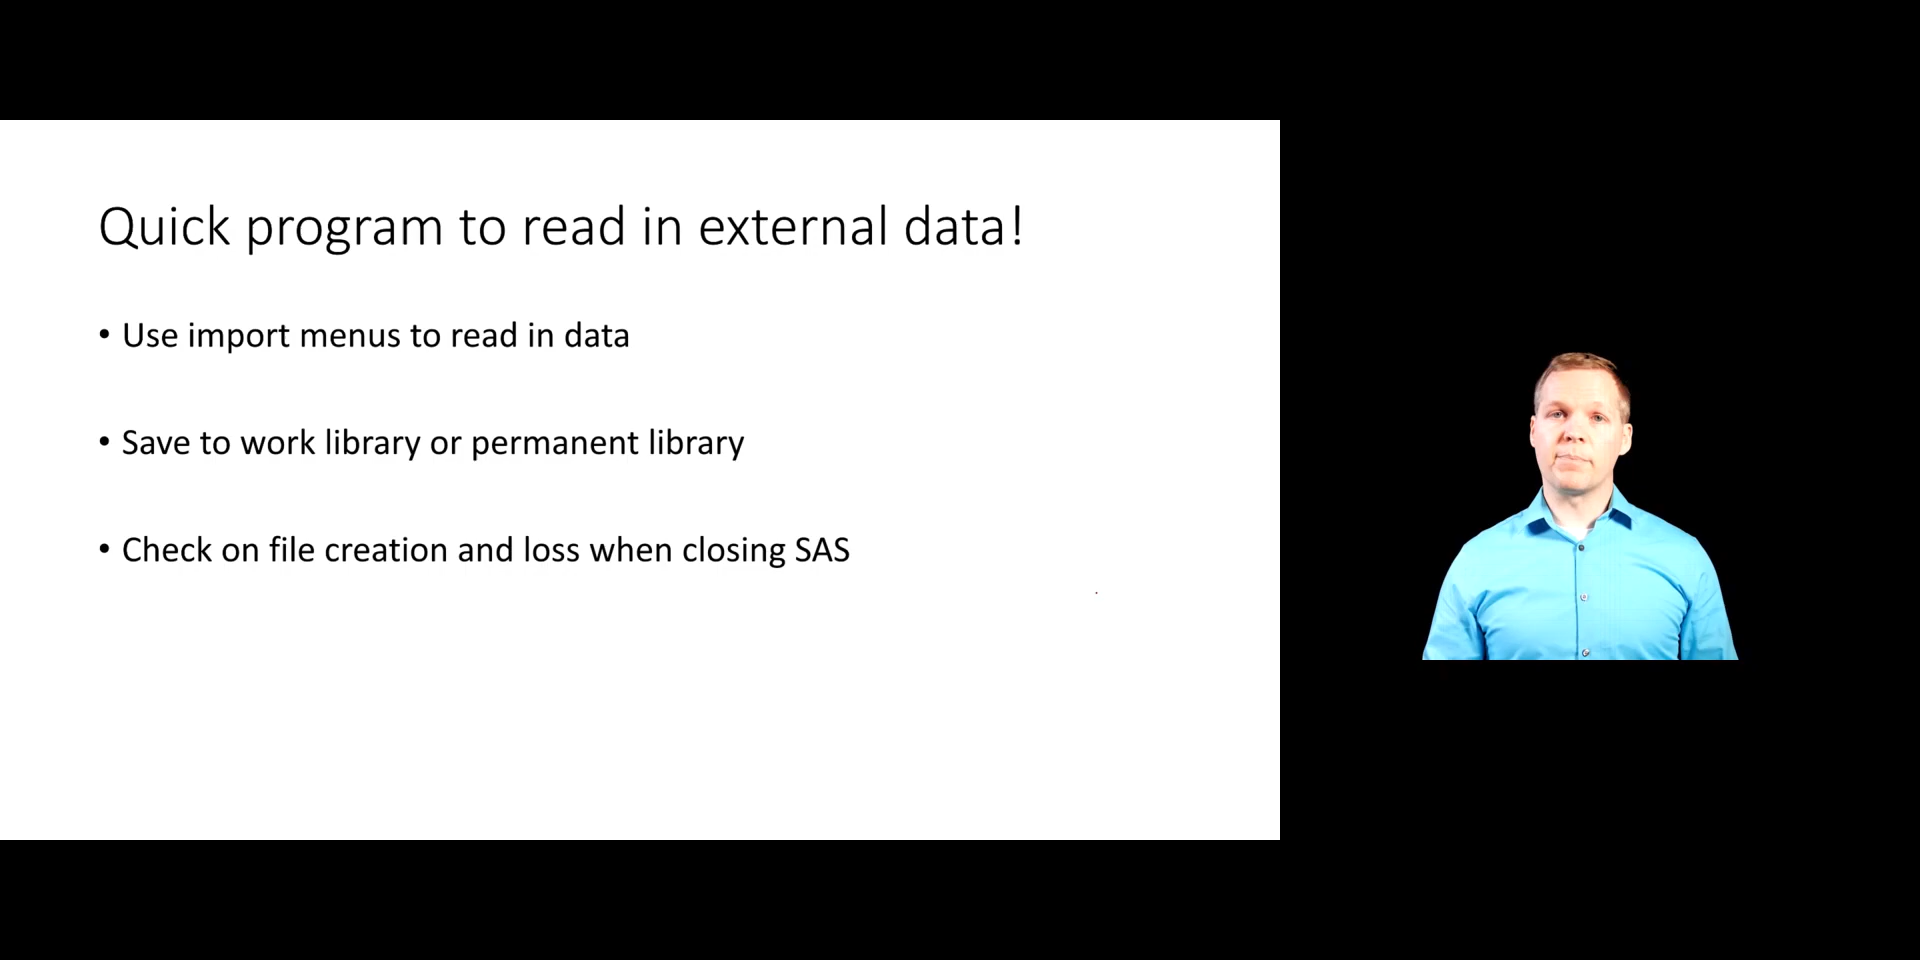 Quick program to read in external data!
• Use import menus to read in data
• Save to work library or permanent library
• Check on file creation and loss when closing SAS